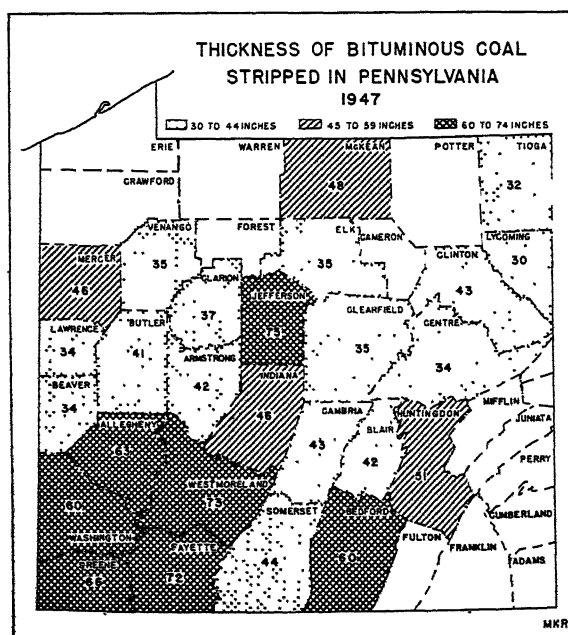 THICKNESS OF BITUMINOUS COAL
STRIPPED IN PENNSYLVANIA
1947
30 TO 44 INCHES 45 TO 59 INCHES 60 TO 74 INCHES
ERIE WARREN MCKEAN POTTER TIOGA
CRAWFORD 48 32
VENANGO FOREST ELK CAMERON LYCOMING
MERCER 35 35 CLINTON 30
CLARION JEFFERSON 43
LAWRENCE BUTLER 37 CLEARFIELD CENTRE
34 41 ARMSTRONG 35 34
BEAVER 42 INDIANA
34 CAMBRIA HUNTINGDON MIFFLIN
ALLEGHENY 43 BLAIR JUNIATA
63 42 51 PERRY
60 WESTMORELAND
73 SOMERSET BEDFORD CUMBERLAND
WASHINGTON FAYETTE 44 60 FULTON FRANKLIN ADAMS
GREENE 72
MKR